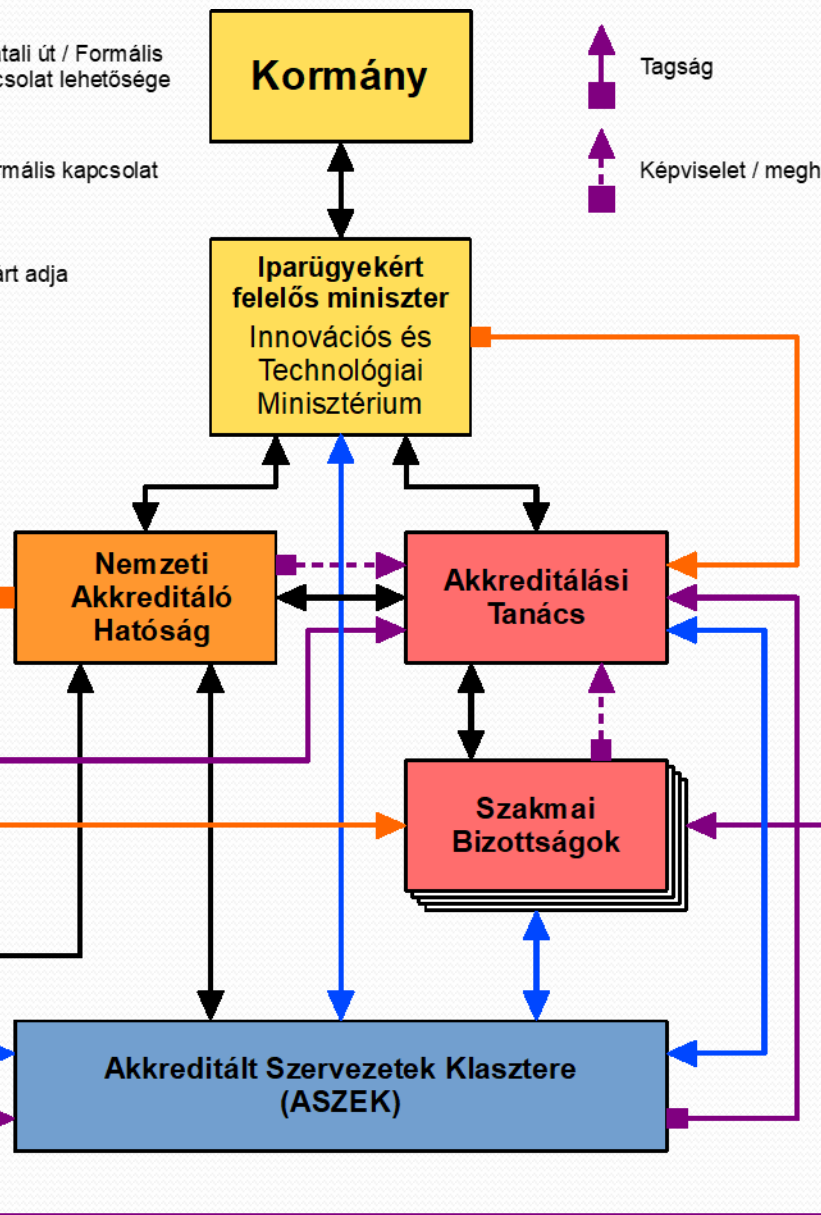 tali út / Formális
csolat lehetősége
Kormány
Tagság
rmális kapcsolat
Képviselet / megh
árt adja
Iparügyekért
felelős miniszter
Innovációs és
Technológiai
Minisztérium
Nemzeti
Akkreditáló
Hatóság
Akkreditálási
Tanács
Szakmai
Bizottságok
Akkreditált Szervezetek Klasztere
(ASZEK)